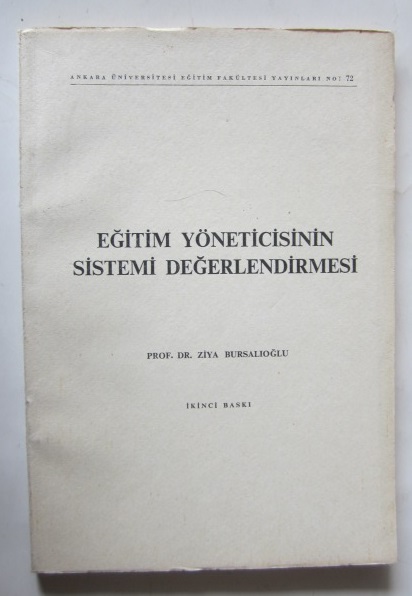 ANKARA ÜNİVERSİTESİ EĞİTİM FAKÜLTESİ YAYINLARI NO: 72
EĞİTİM YÖNETİCİSİNİN
SİSTEMİ DEĞERLENDİRMESİ
PROF. DR. ZİYA BURSALIOĞLU
İKİNCİ BASKI